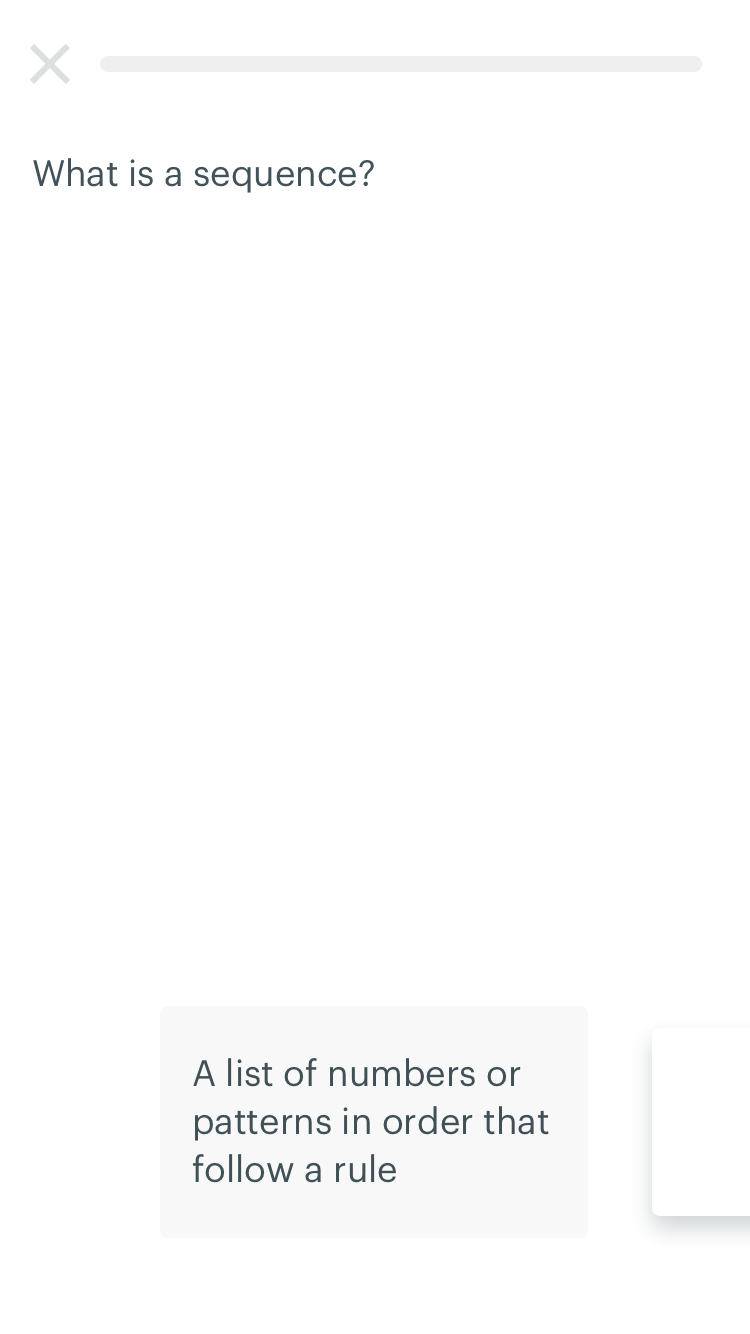 What is a sequence?
A list of numbers or
patterns in order that
follow a rule